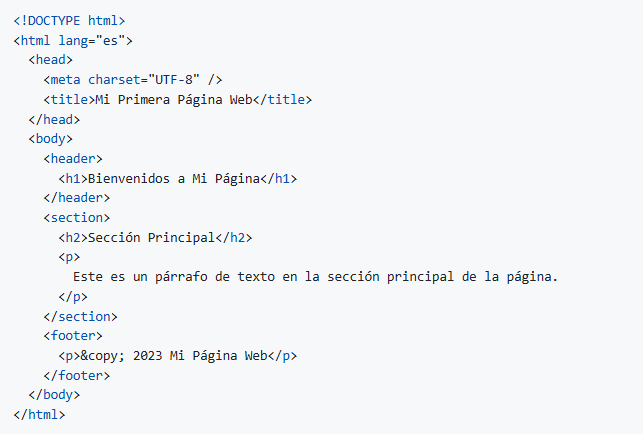 <!DOCTYPE html>
<html lang="es">
  <head>
    <meta charset="UTF-8" />
    <title>Mi Primera Página Web</title>
  </head>
  <body>
    <header>
      <h1>Bienvenidos a Mi Página</h1>
    </header>
    <section>
      <h2>Sección Principal</h2>
      <p>
        Este es un párrafo de texto en la sección principal de la página.
      </p>
    </section>
    <footer>
      <p>&copy; 2023 Mi Página Web</p>
    </footer>
  </body>
</html>